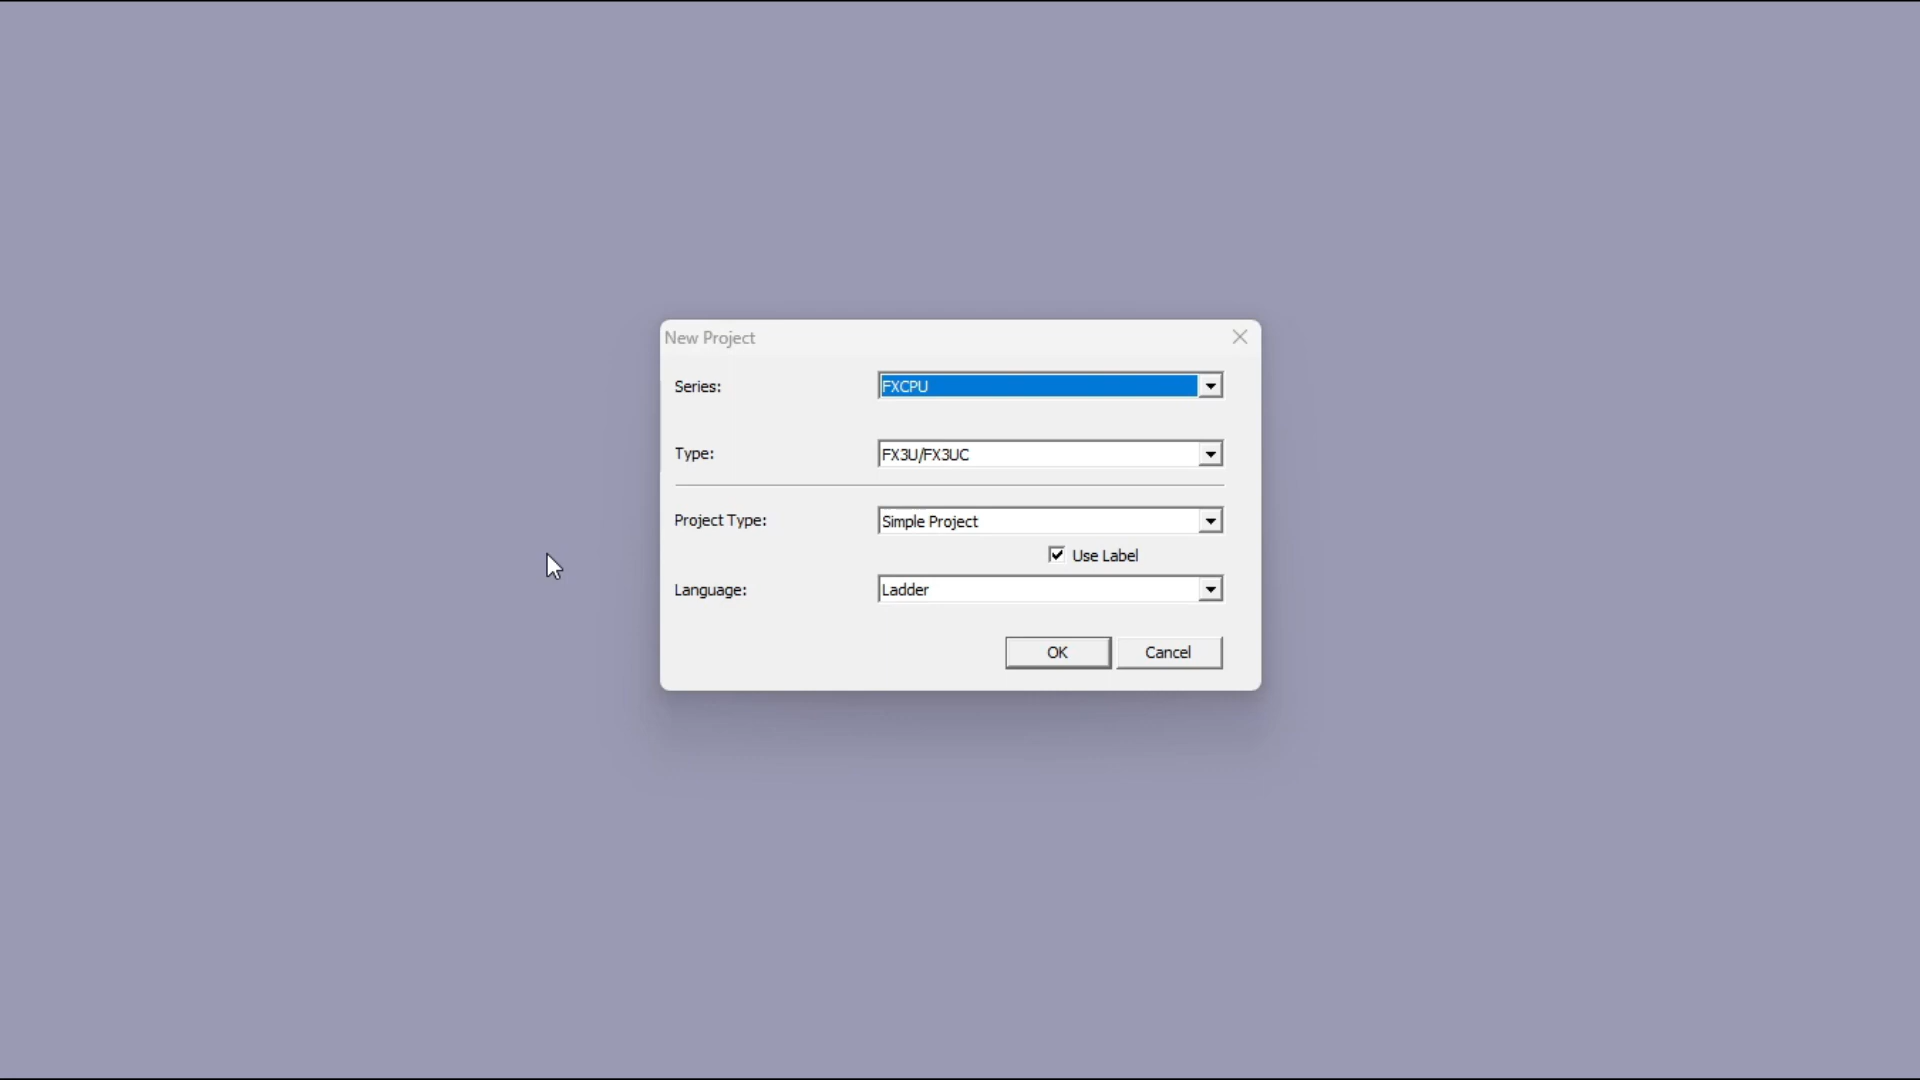 New Project
Series: FXCPU
Type: FX3U/FX3UC
Project Type: Simple Project
Use Label
Language: Ladder
OK Cancel